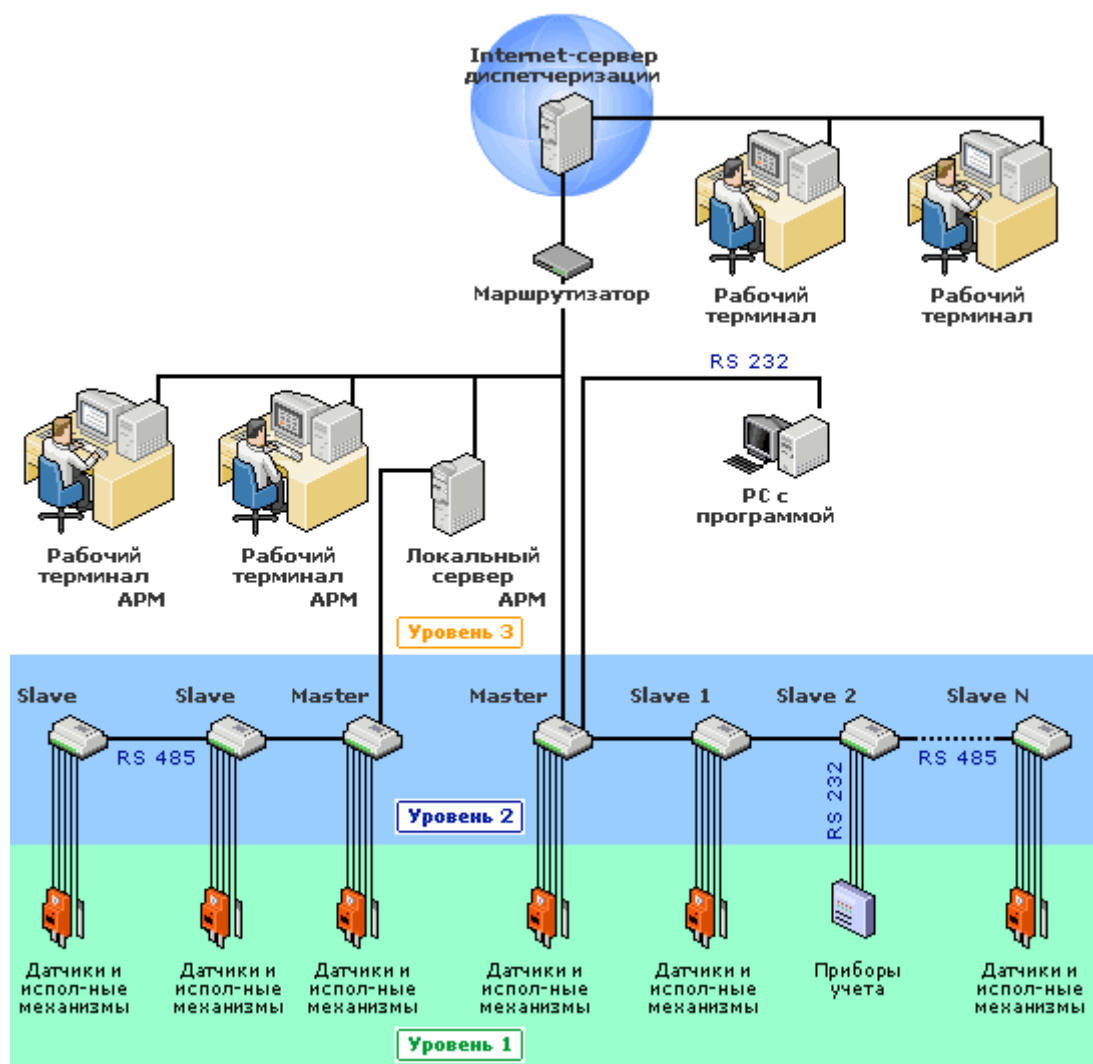 Internet-сервер
диспетчеризации
Маршрутизатор
Рабочий
терминал
Рабочий
терминал
RS 232
PC с
программой
Рабочий
терминал
АРМ
Рабочий
терминал
АРМ
Локальный
сервер
АРМ
Уровень 3
Slave
Slave
Master
Master
Slave 1
Slave 2
Slave N
RS 485
RS 232
RS 485
Уровень 2
Датчики и
испол-ные
механизмы
Датчики и
испол-ные
механизмы
Датчики и
испол-ные
механизмы
Датчики и
испол-ные
механизмы
Датчики и
испол-ные
механизмы
Приборы
учета
Датчики и
испол-ные
механизмы
Уровень 1